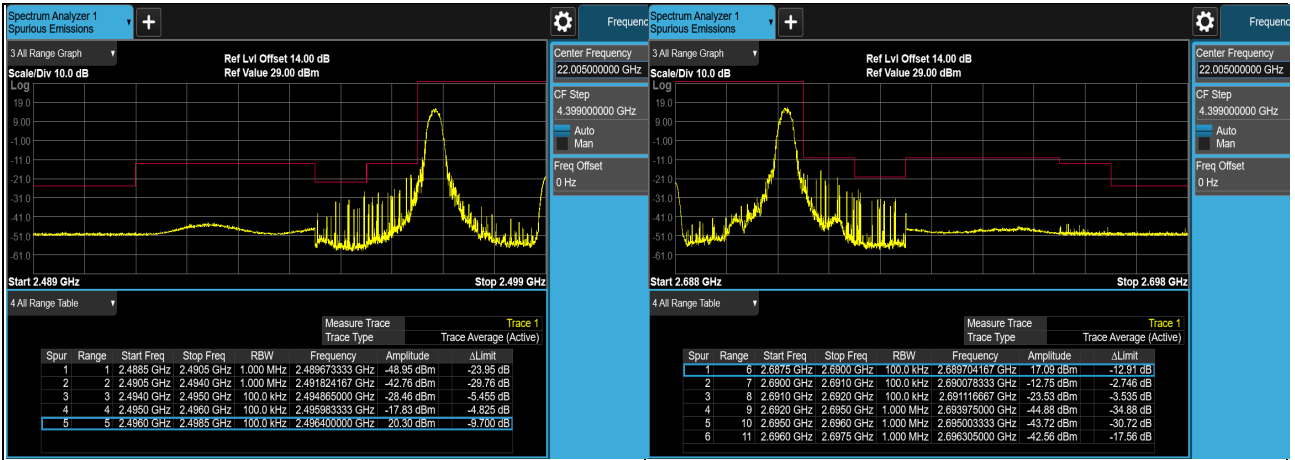 Spectrum Analyzer 1
Spurious Emissions
+
Frequenc
3 All Range Graph
Ref Lvl Offset 14.00 dB
Scale/Div 10.0 dB
Ref Value 29.00 dBm
Log
19.0
9.00
-1.00
-11.0
-21.0
-31.0
-41.0
-51.0
-61.0
Start 2.489 GHz
Stop 2.499 GHz
Center Frequency
22.005000000 GHz
CF Step
4.399000000 GHz
Auto
Man
Freq Offset
0 Hz
4 All Range Table
Measure Trace Trace 1
Trace Type Trace Average (Active)
Spur Range Start Freq Stop Freq RBW Frequency Amplitude ΔLimit
1 1 2.4885 GHz 2.4905 GHz 1.000 MHz 2.489673333 GHz -48.95 dBm -23.95 dB
2 2 2.4905 GHz 2.4940 GHz 1.000 MHz 2.491824167 GHz -42.76 dBm -29.76 dB
3 3 2.4940 GHz 2.4950 GHz 100.0 kHz 2.494865000 GHz -28.46 dBm -5.455 dB
4 4 2.4950 GHz 2.4960 GHz 100.0 kHz 2.495983333 GHz -17.83 dBm -4.825 dB
5 5 2.4960 GHz 2.4985 GHz 100.0 kHz 2.496400000 GHz 20.30 dBm -9.700 dB
Spectrum Analyzer 1
Spurious Emissions
+
Frequenc
3 All Range Graph
Ref Lvl Offset 14.00 dB
Scale/Div 10.0 dB
Ref Value 29.00 dBm
Log
19.0
9.00
-1.00
-11.0
-21.0
-31.0
-41.0
-51.0
-61.0
Start 2.688 GHz
Stop 2.698 GHz
Center Frequency
22.005000000 GHz
CF Step
4.399000000 GHz
Auto
Man
Freq Offset
0 Hz
4 All Range Table
Measure Trace Trace 1
Trace Type Trace Average (Active)
Spur Range Start Freq Stop Freq RBW Frequency Amplitude ΔLimit
1 6 2.6875 GHz 2.6900 GHz 100.0 kHz 2.689704167 GHz 17.09 dBm -12.91 dB
2 7 2.6900 GHz 2.6910 GHz 100.0 kHz 2.690078333 GHz -12.75 dBm -2.746 dB
3 8 2.6910 GHz 2.6920 GHz 100.0 kHz 2.691116667 GHz -23.53 dBm -3.535 dB
4 9 2.6920 GHz 2.6950 GHz 1.000 MHz 2.693975000 GHz -44.88 dBm -34.88 dB
5 10 2.6950 GHz 2.6960 GHz 1.000 MHz 2.695003333 GHz -43.72 dBm -30.72 dB
6 11 2.6960 GHz 2.6975 GHz 1.000 MHz 2.696305000 GHz -42.56 dBm -17.56 dB